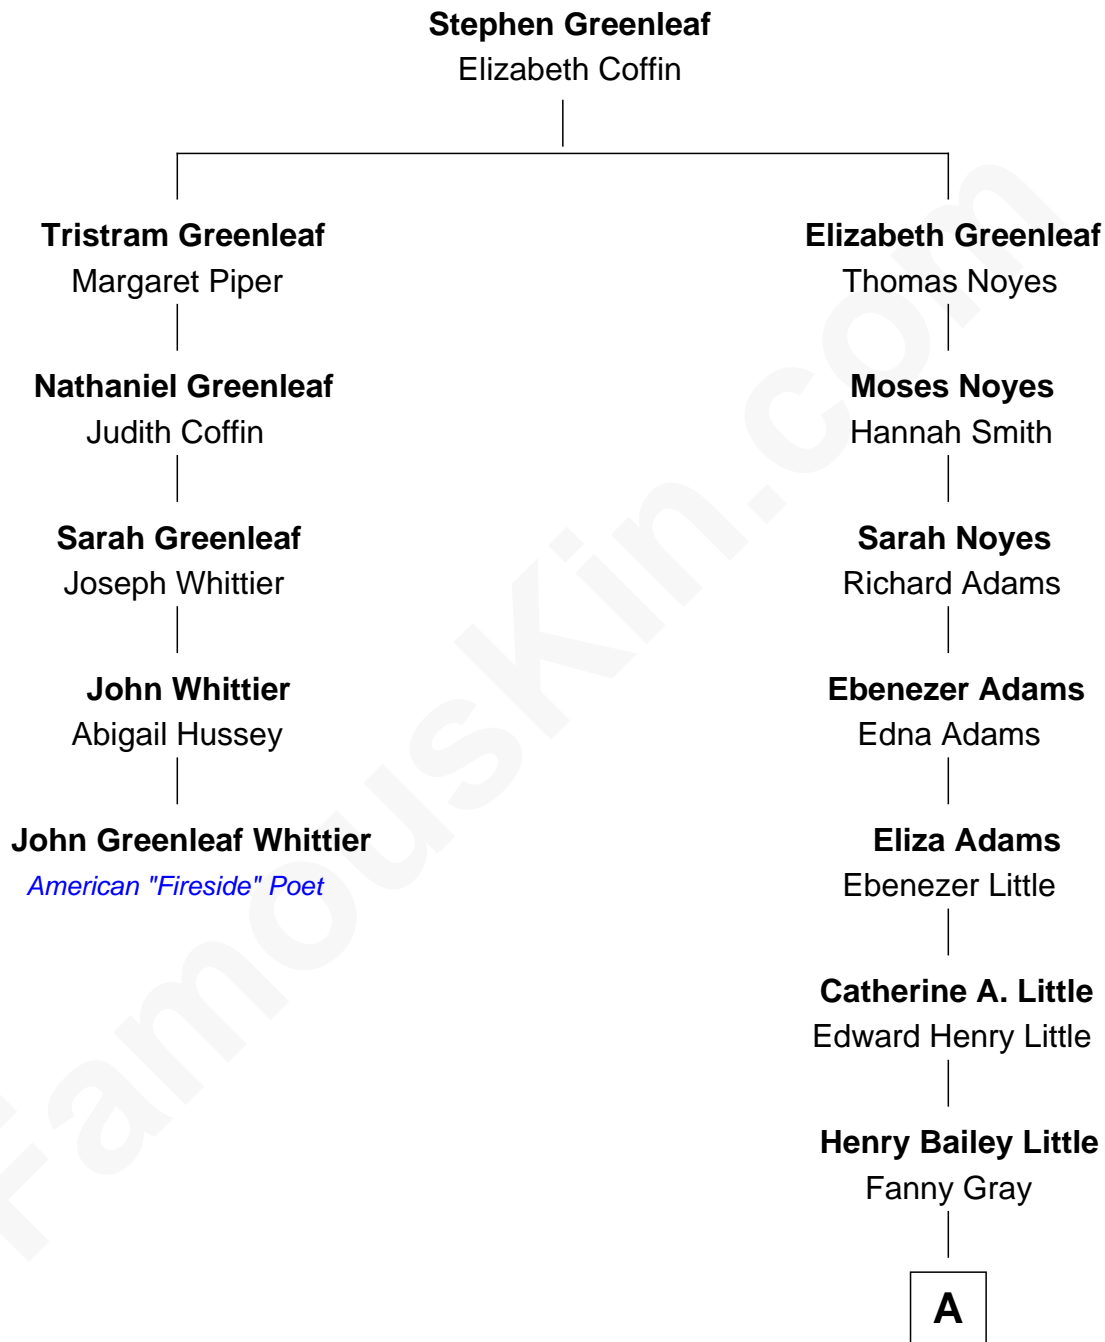 Stephen Greenleaf
Elizabeth Coffin
Tristram Greenleaf
Margaret Piper
Nathaniel Greenleaf
Judith Coffin
Sarah Greenleaf
Joseph Whittier
John Whittier
Abigail Hussey
John Greenleaf Whittier
American "Fireside" Poet
Elizabeth Greenleaf
Thomas Noyes
Moses Noyes
Hannah Smith
Sarah Noyes
Richard Adams
Ebenezer Adams
Edna Adams
Eliza Adams
Ebenezer Little
Catherine A. Little
Edward Henry Little
Henry Bailey Little
Fanny Gray
A
FamousKin.com